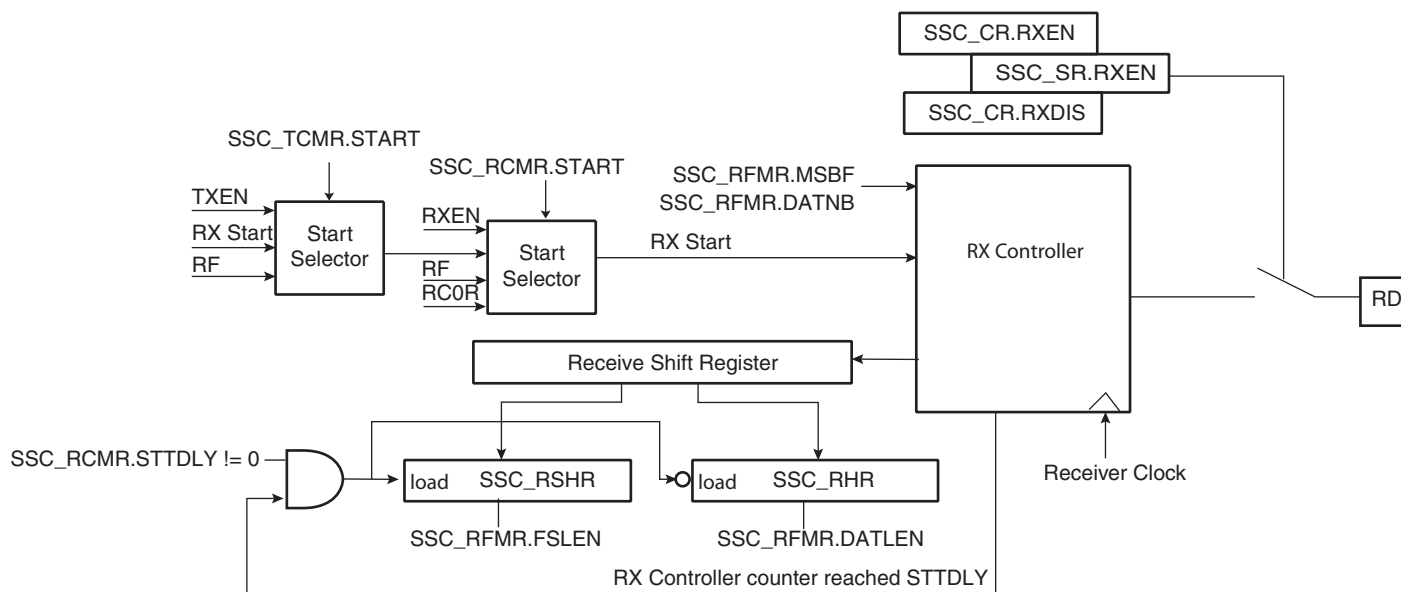 SSC_CR.RXEN
SSC_SR.RXEN
SSC_CR.RXDIS
SSC_TCMR.START
SSC_RCMR.START
SSC_RFMR.MSBF
SSC_RFMR.DATNB
TXEN
RX Start
RF
Start
Selector
RXEN
RF
RC0R
Start
Selector
RX Start
RX Controller
RD
Receive Shift Register
SSC_RCMR.STTDLY != 0
load
SSC_RSHR
load
SSC_RHR
Receiver Clock
SSC_RFMR.FSLEN
SSC_RFMR.DATLEN
RX Controller counter reached STTDLY